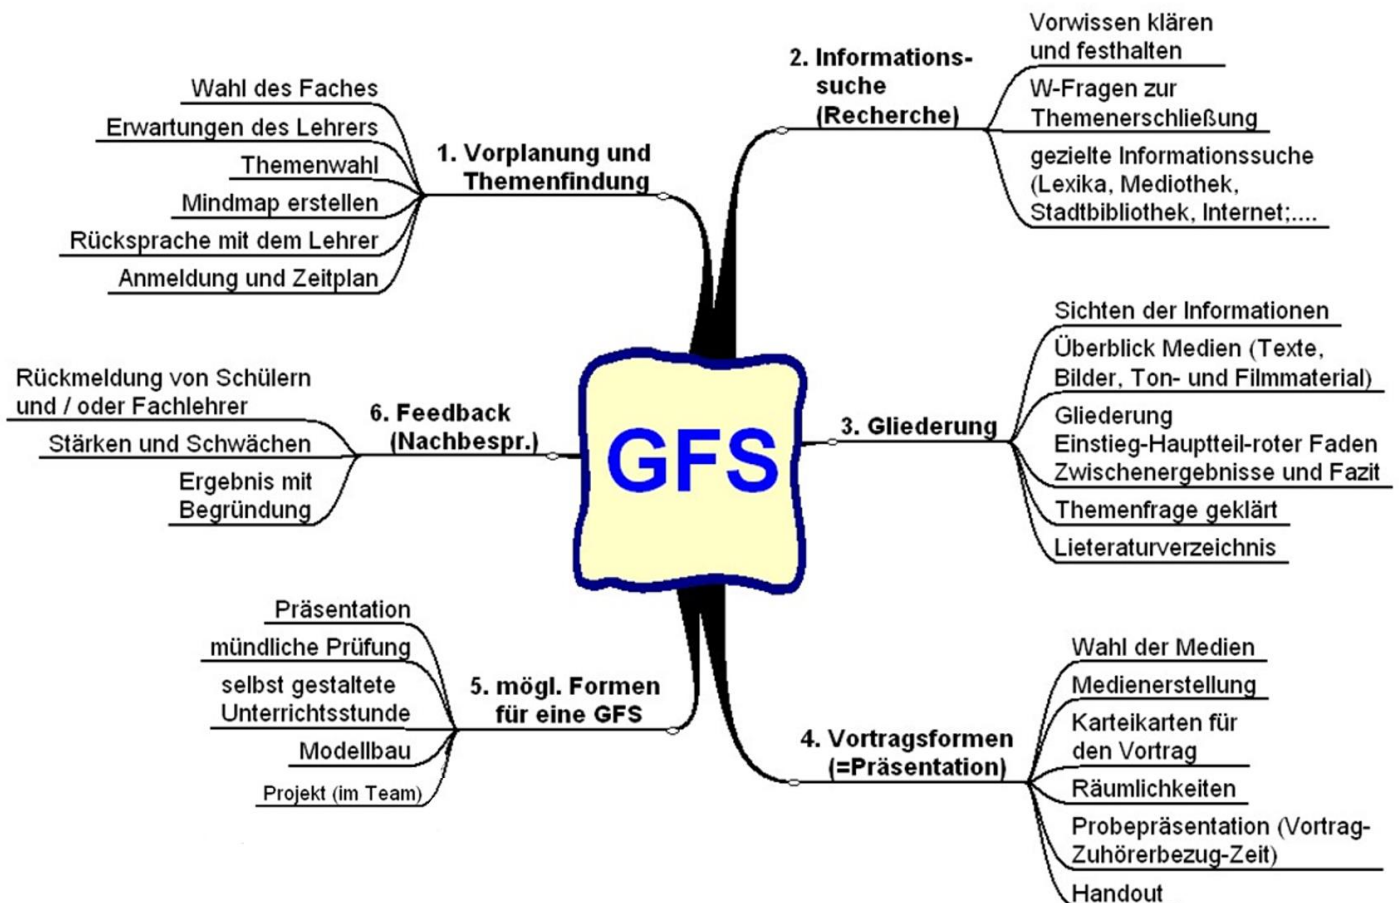 GFS
1. Vorplanung und
Themenfindung
Wahl des Faches
Erwartungen des Lehrers
Themenwahl
Mindmap erstellen
Rücksprache mit dem Lehrer
Anmeldung und Zeitplan
2. Informations-
suche
(Recherche)
Vorwissen klären
und festhalten
W-Fragen zur
Themenerschließung
gezielte Informationssuche
(Lexika, Mediothek,
Stadtbibliothek, Internet;....
3. Gliederung
Sichten der Informationen
Überblick Medien (Texte,
Bilder, Ton- und Filmmaterial)
Gliederung
Einstieg-Hauptteil-roter Faden
Zwischenergebnisse und Fazit
Themenfrage geklärt
Lieteraturverzeichnis
4. Vortragsformen
(=Präsentation)
Wahl der Medien
Medienerstellung
Karteikarten für
den Vortrag
Räumlichkeiten
Probepräsentation (Vortrag-
Zuhörerbezug-Zeit)
Handout
5. mögl. Formen
für eine GFS
Präsentation
mündliche Prüfung
selbst gestaltete
Unterrichtsstunde
Modellbau
Projekt (im Team)
6. Feedback
(Nachbespr.)
Rückmeldung von Schülern
und / oder Fachlehrer
Stärken und Schwächen
Ergebnis mit
Begründung